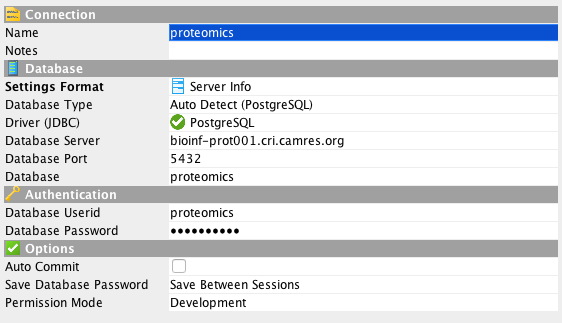 Connection
Name proteomics
Notes
Database
Settings Format Server Info
Database Type Auto Detect (PostgreSQL)
Driver (JDBC) PostgreSQL
Database Server bioinf-prot001.cri.camres.org
Database Port 5432
Database proteomics
Authentication
Database Userid proteomics
Database Password ●●●●●●●●●●
Options
Auto Commit
Save Database Password Save Between Sessions
Permission Mode Development